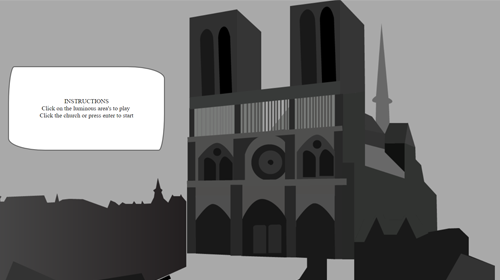 INSTRUCTIONS
Click on the luminous area's to play
Click the church or press enter to start